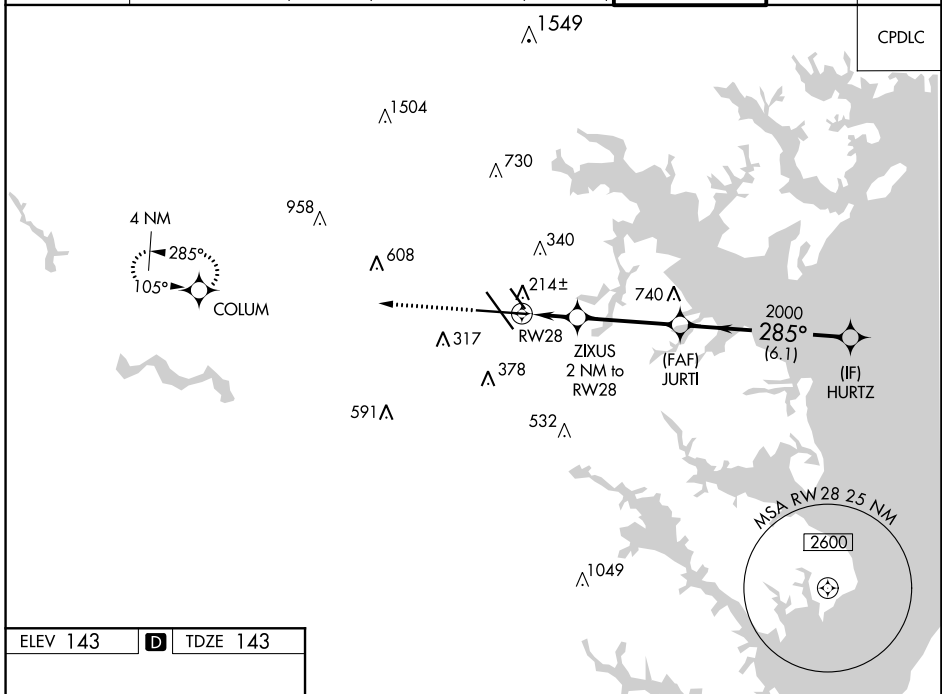 1549
CPDLC
1504
730
958
4 NM
340
285°
608
105°
214±
740
2000
COLUM
285°
(6.1)
RW28
317
ZIXUS
2 NM to
RW28
(FAF)
JURTI
(IF)
HURTZ
378
591
532
MSA RW28 25 NM
2600
1049
ELEV 143
D
TDZE 143